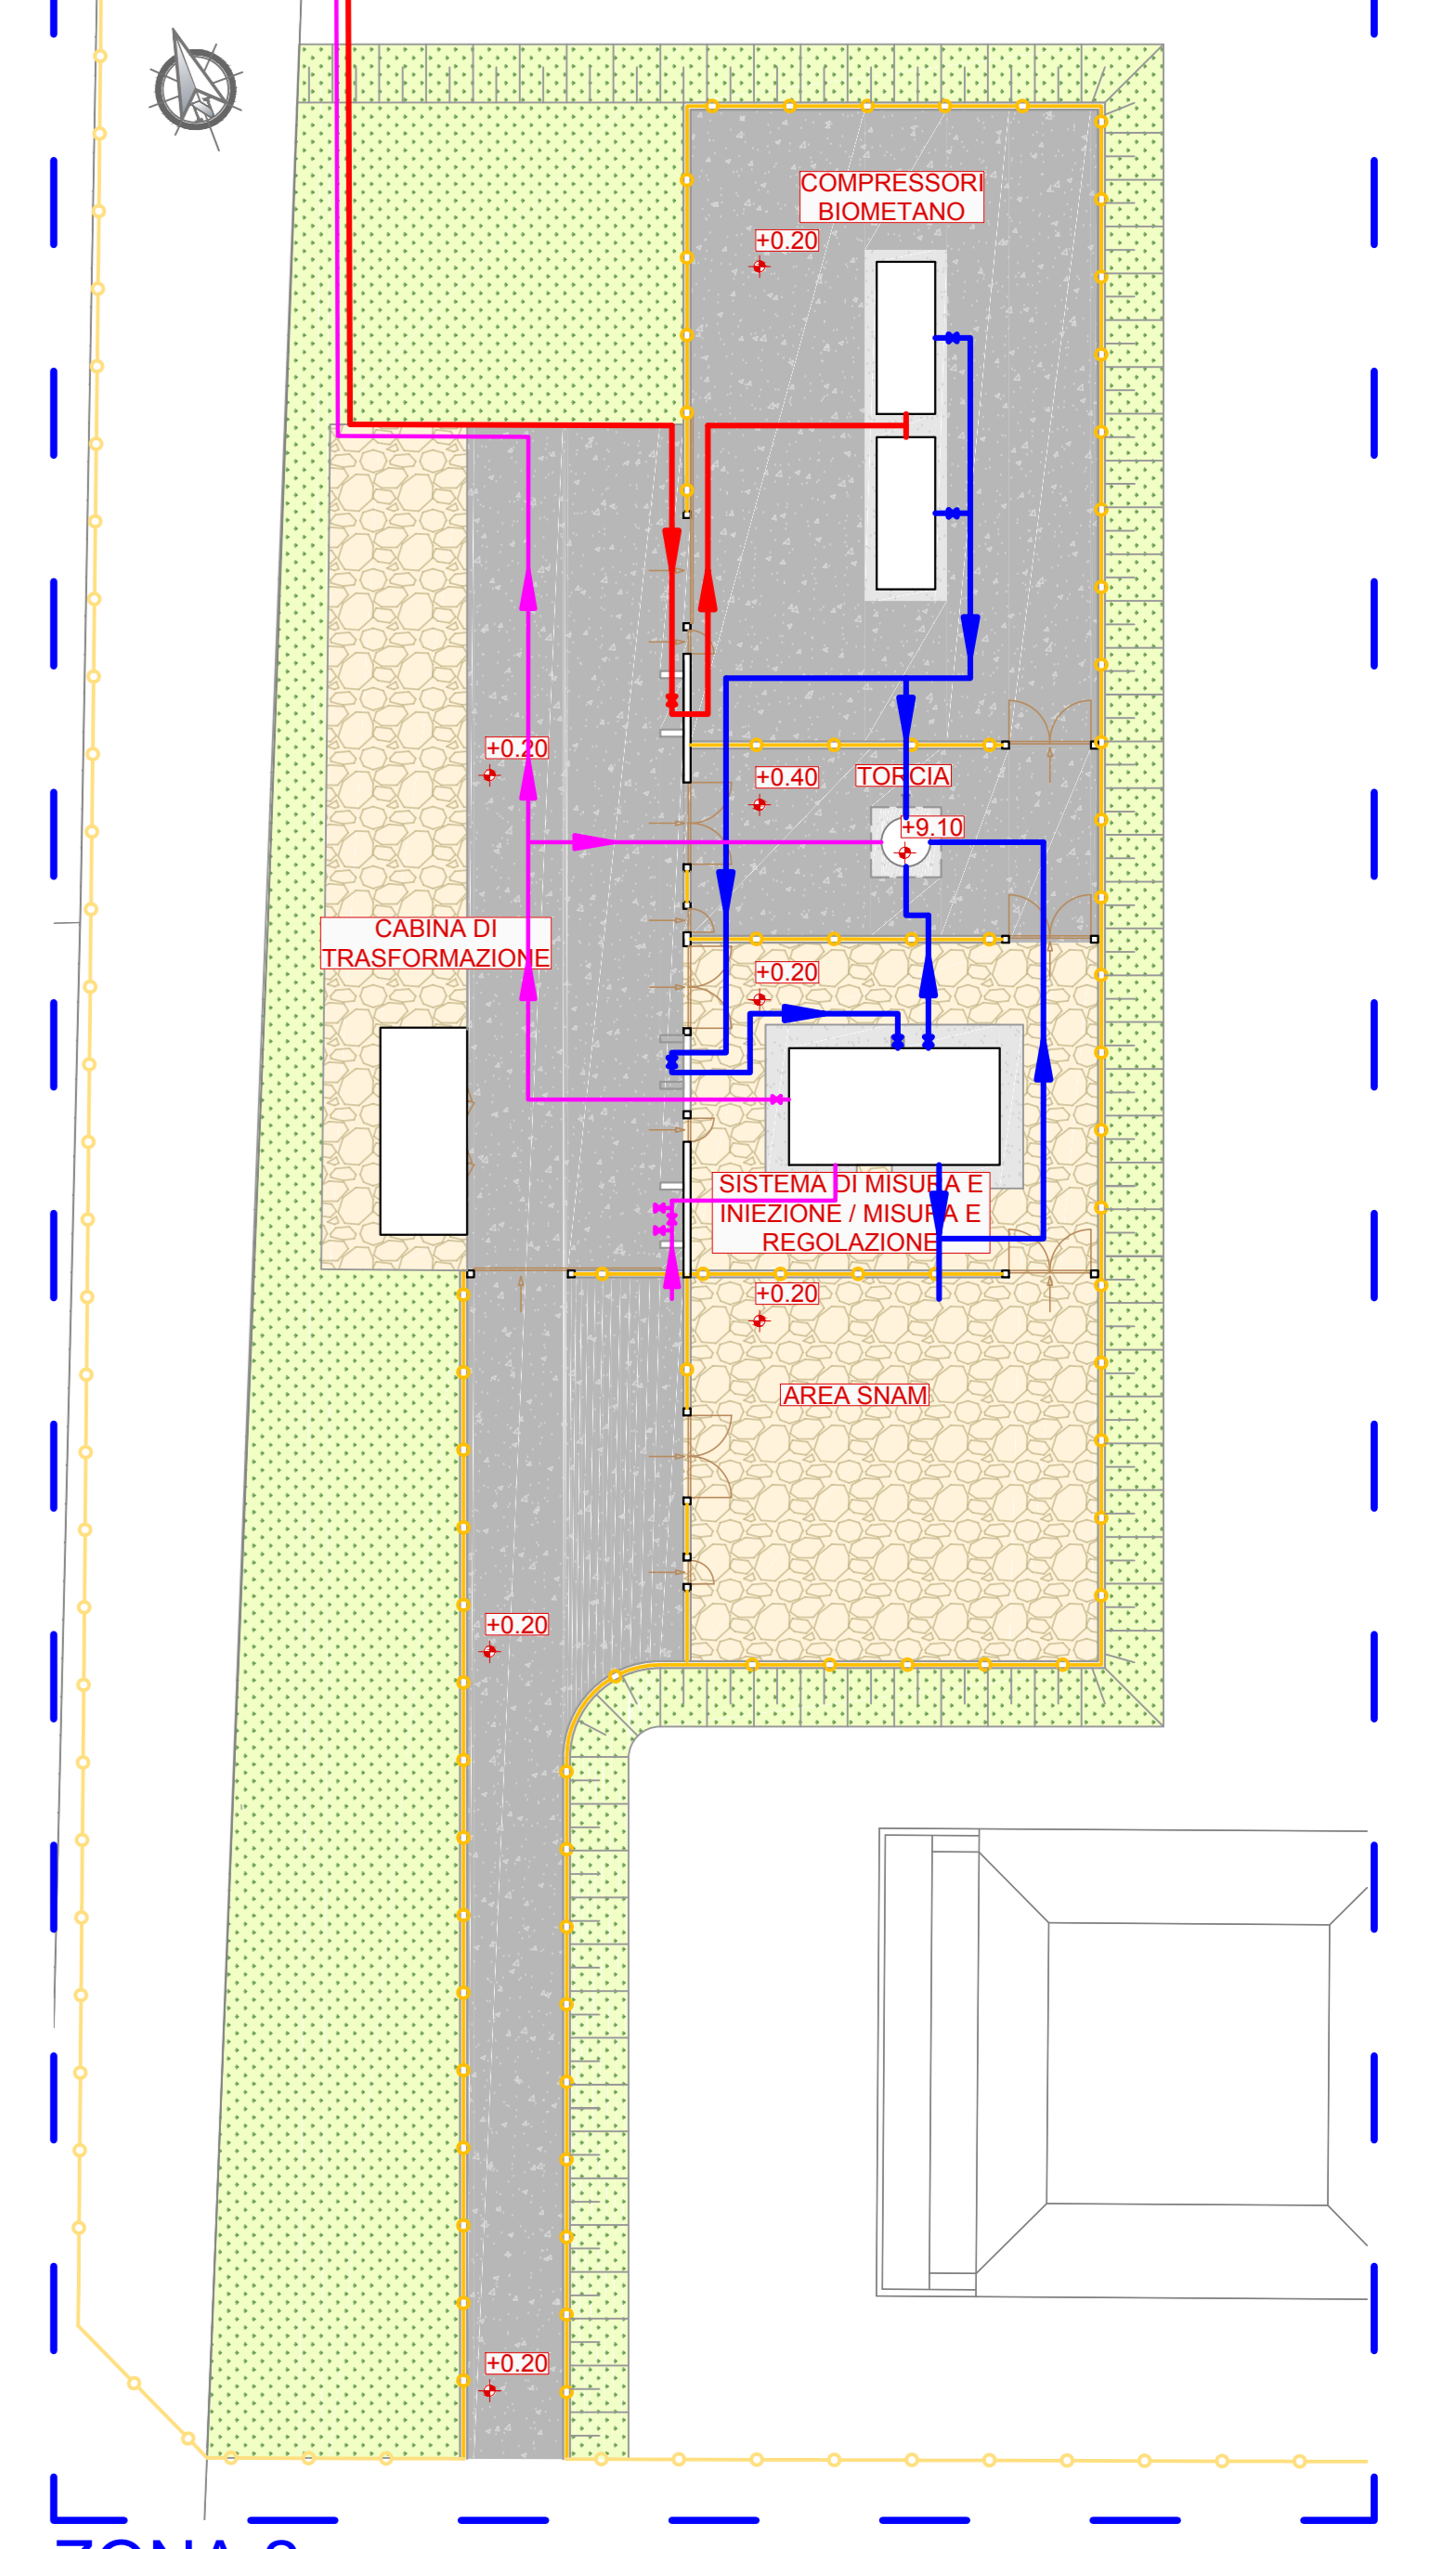 COMPRESSORI
BIOMETANO
+0.20
+0.20
+0.40
TORCIA
+9.10
CABINA DI
TRASFORMAZIONE
+0.20
SISTEMA DI MISURA E
INIEZIONE / MISURA E
REGOLAZIONE
+0.20
AREA SNAM
+0.20
+0.20
ZONA